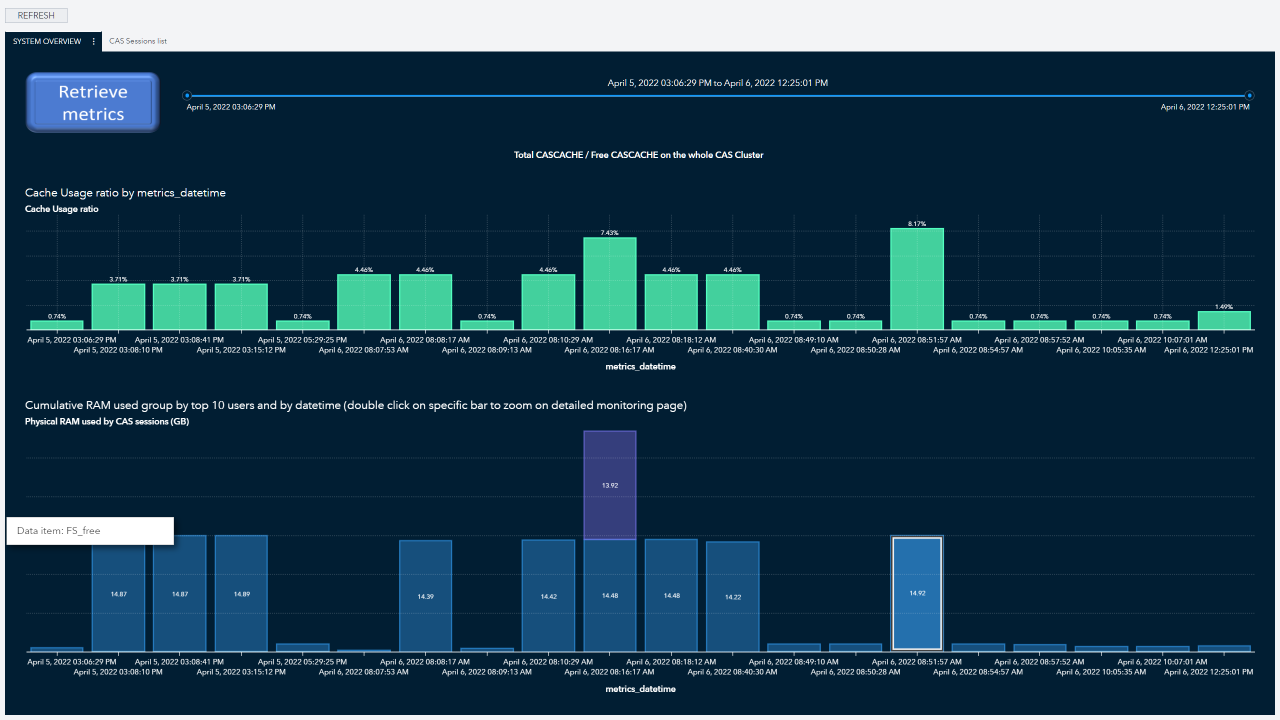 REFRESH
SYSTEM OVERVIEW
CAS Sessions list
Retrieve
metrics
April 5, 2022 03:06:29 PM to April 6, 2022 12:25:01 PM
April 5, 2022 03:06:29 PM
April 6, 2022 12:25:01 PM
Total CASCACHE / Free CASCACHE on the whole CAS Cluster
Cache Usage ratio by metrics_datetime
Cache Usage ratio
0.74% 3.71% 3.71% 3.71% 0.74% 4.46% 4.46% 0.74% 4.46% 7.43% 4.46% 4.46% 0.74% 0.74% 8.17% 0.74% 0.74% 0.74% 0.74% 1.49%
April 5, 2022 03:06:29 PM April 5, 2022 03:08:41 PM April 5, 2022 05:29:25 PM April 6, 2022 08:08:17 AM April 6, 2022 08:10:29 AM April 6, 2022 08:18:12 AM April 6, 2022 08:49:10 AM April 6, 2022 08:51:57 AM April 6, 2022 08:57:52 AM April 6, 2022 10:07:01 AM
April 5, 2022 03:08:10 PM April 5, 2022 03:15:12 PM April 6, 2022 08:07:53 AM April 6, 2022 08:09:13 AM April 6, 2022 08:16:17 AM April 6, 2022 08:40:30 AM April 6, 2022 08:50:28 AM April 6, 2022 08:54:57 AM April 6, 2022 10:05:35 AM April 6, 2022 12:25:01 PM
metrics_datetime
Cumulative RAM used group by top 10 users and by datetime (double click on specific bar to zoom on detailed monitoring page)
Physical RAM used by CAS sessions (GB)
13.92
Data item: FS_free
14.87 14.87 14.89 14.39 14.42 14.48 14.48 14.22 14.92
April 5, 2022 03:06:29 PM April 5, 2022 03:08:41 PM April 5, 2022 05:29:25 PM April 6, 2022 08:08:17 AM April 6, 2022 08:10:29 AM April 6, 2022 08:18:12 AM April 6, 2022 08:49:10 AM April 6, 2022 08:51:57 AM April 6, 2022 08:57:52 AM April 6, 2022 10:07:01 AM
April 5, 2022 03:08:10 PM April 5, 2022 03:15:12 PM April 6, 2022 08:07:53 AM April 6, 2022 08:09:13 AM April 6, 2022 08:16:17 AM April 6, 2022 08:40:30 AM April 6, 2022 08:50:28 AM April 6, 2022 08:54:57 AM April 6, 2022 10:05:35 AM April 6, 2022 12:25:01 PM
metrics_datetime